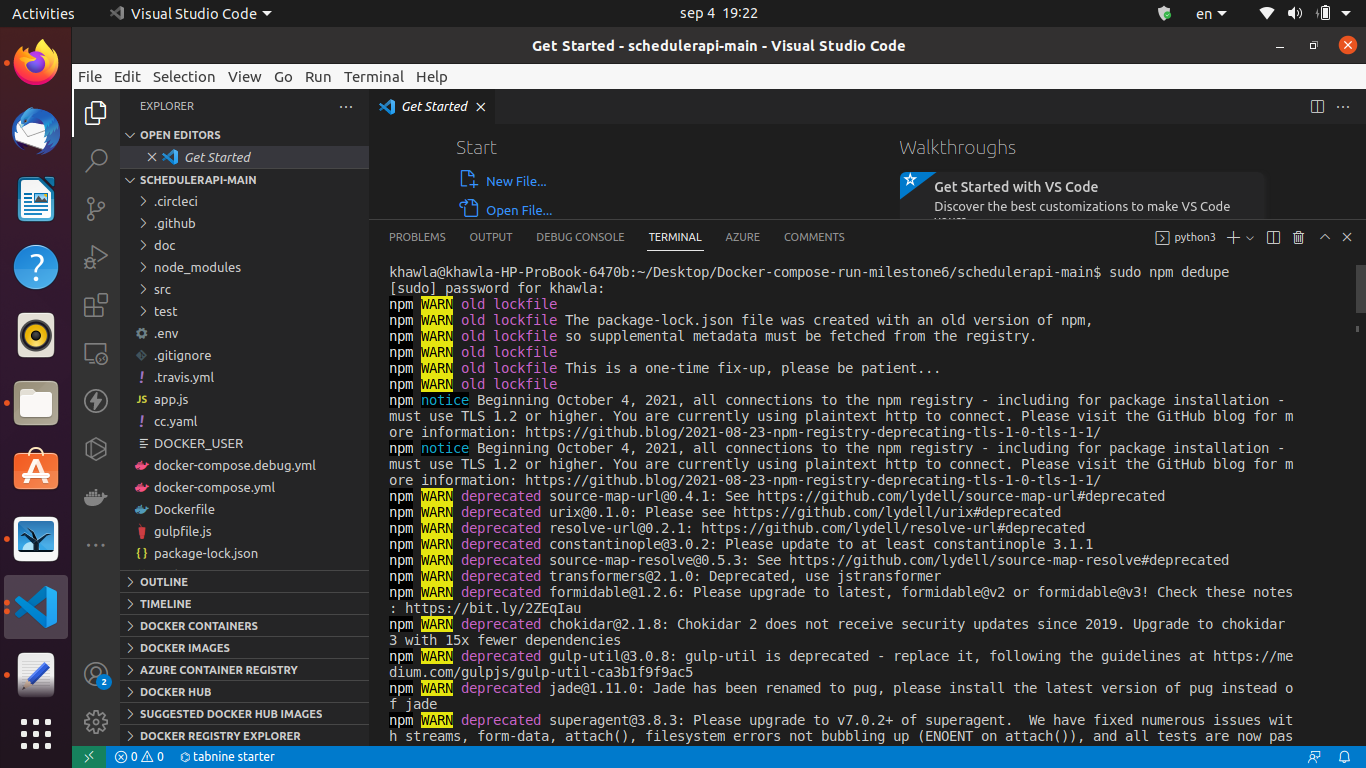 Activities
Visual Studio Code
sep 4 19:22
en
Get Started - schedulerapi-main - Visual Studio Code
File Edit Selection View Go Run Terminal Help
EXPLORER
OPEN EDITORS
Get Started
SCHEDULERAPI-MAIN
.circleci
.github
doc
node_modules
src
test
.env
.gitignore
.travis.yml
JS app.js
cc.yaml
DOCKER_USER
docker-compose.debug.yml
docker-compose.yml
Dockerfile
gulpfile.js
{} package-lock.json
OUTLINE
TIMELINE
DOCKER CONTAINERS
DOCKER IMAGES
AZURE CONTAINER REGISTRY
DOCKER HUB
SUGGESTED DOCKER HUB IMAGES
DOCKER REGISTRY EXPLORER
2
Get Started
Start
New File...
Open File...
Walkthroughs
Get Started with VS Code
Discover the best customizations to make VS Code
PROBLEMS OUTPUT DEBUG CONSOLE TERMINAL AZURE COMMENTS
python3
khawla@khawla-HP-ProBook-6470b:~/Desktop/Docker-compose-run-milestone6/schedulerapi-main$ sudo npm dedupe
[sudo] password for khawla:
npm WARN old lockfile
npm WARN old lockfile The package-lock.json file was created with an old version of npm,
npm WARN old lockfile so supplemental metadata must be fetched from the registry.
npm WARN old lockfile
npm WARN old lockfile This is a one-time fix-up, please be patient...
npm WARN old lockfile
npm notice Beginning October 4, 2021, all connections to the npm registry - including for package installation -
must use TLS 1.2 or higher. You are currently using plaintext http to connect. Please visit the GitHub blog for m
ore information: https://github.blog/2021-08-23-npm-registry-deprecating-tls-1-0-tls-1-1/
npm notice Beginning October 4, 2021, all connections to the npm registry - including for package installation -
must use TLS 1.2 or higher. You are currently using plaintext http to connect. Please visit the GitHub blog for m
ore information: https://github.blog/2021-08-23-npm-registry-deprecating-tls-1-0-tls-1-1/
npm WARN deprecated source-map-url@0.4.1: See https://github.com/lydell/source-map-url#deprecated
npm WARN deprecated urix@0.1.0: Please see https://github.com/lydell/urix#deprecated
npm WARN deprecated resolve-url@0.2.1: https://github.com/lydell/resolve-url#deprecated
npm WARN deprecated constantinople@3.0.2: Please update to at least constantinople 3.1.1
npm WARN deprecated source-map-resolve@0.5.3: See https://github.com/lydell/source-map-resolve#deprecated
npm WARN deprecated transformers@2.1.0: Deprecated, use jstransformer
npm WARN deprecated formidable@1.2.6: Please upgrade to latest, formidable@v2 or formidable@v3! Check these notes
: https://bit.ly/2ZEqIau
npm WARN deprecated chokidar@2.1.8: Chokidar 2 does not receive security updates since 2019. Upgrade to chokidar
3 with 15x fewer dependencies
npm WARN deprecated gulp-util@3.0.8: gulp-util is deprecated - replace it, following the guidelines at https://me
dium.com/gulpjs/gulp-util-ca3b1f9f9ac5
npm WARN deprecated jade@1.11.0: Jade has been renamed to pug, please install the latest version of pug instead o
f jade
npm WARN deprecated superagent@3.8.3: Please upgrade to v7.0.2+ of superagent.  We have fixed numerous issues wit
h streams, form-data, attach(), filesystem errors not bubbling up (ENOENT on attach()), and all tests are now pas
0 0 tabnine starter